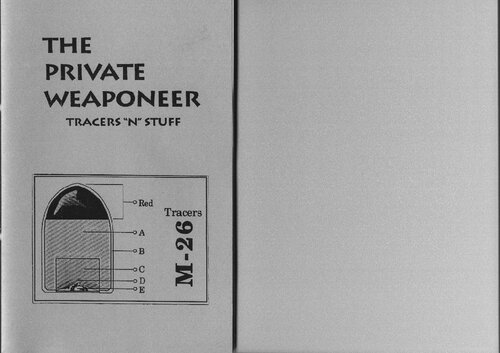 THE
PRIVATE
WEAPONEER
TRACERS "N" STUFF
Red
Tracers
M-26
A
B
C
D
E